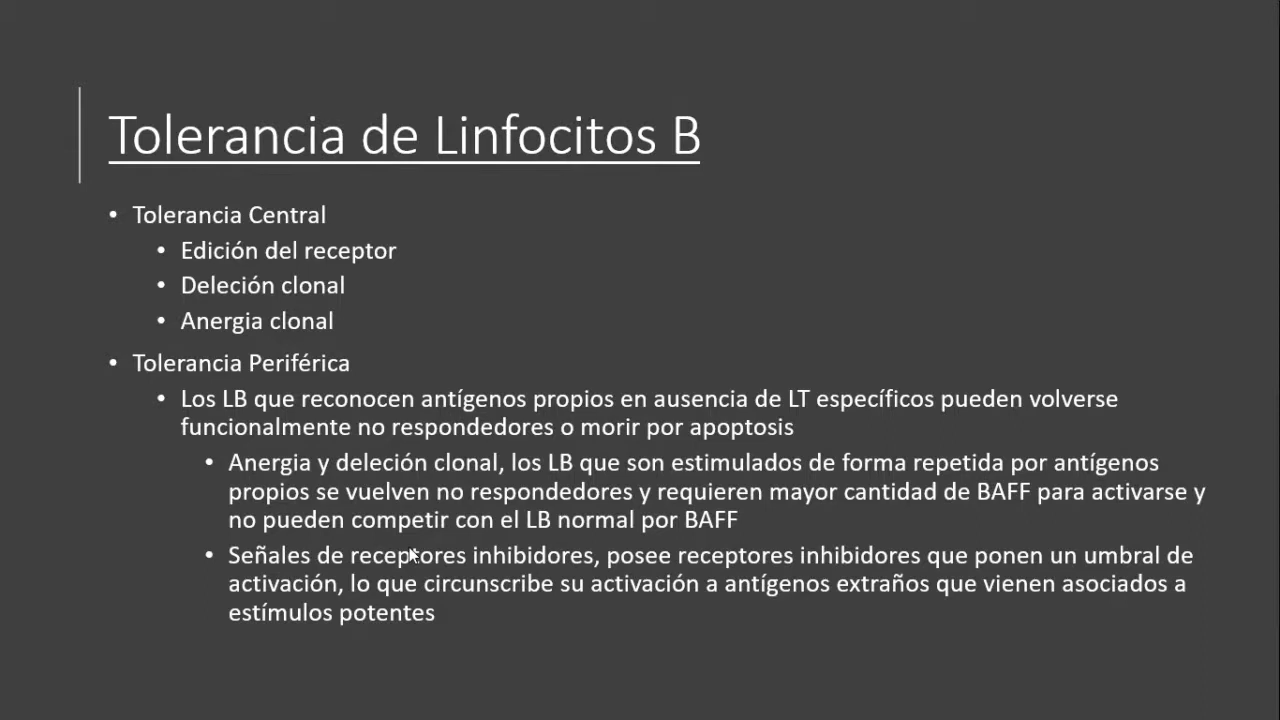 Tolerancia de Linfocitos B
• Tolerancia Central
• Edición del receptor
• Deleción clonal
• Anergia clonal
• Tolerancia Periférica
• Los LB que reconocen antígenos propios en ausencia de LT específicos pueden volverse
funcionalmente no respondedores o morir por apoptosis
• Anergia y deleción clonal, los LB que son estimulados de forma repetida por antígenos
propios se vuelven no respondedores y requieren mayor cantidad de BAFF para activarse y
no pueden competir con el LB normal por BAFF
• Señales de receptores inhibidores, posee receptores inhibidores que ponen un umbral de
activación, lo que circunscribe su activación a antígenos extraños que vienen asociados a
estímulos potentes